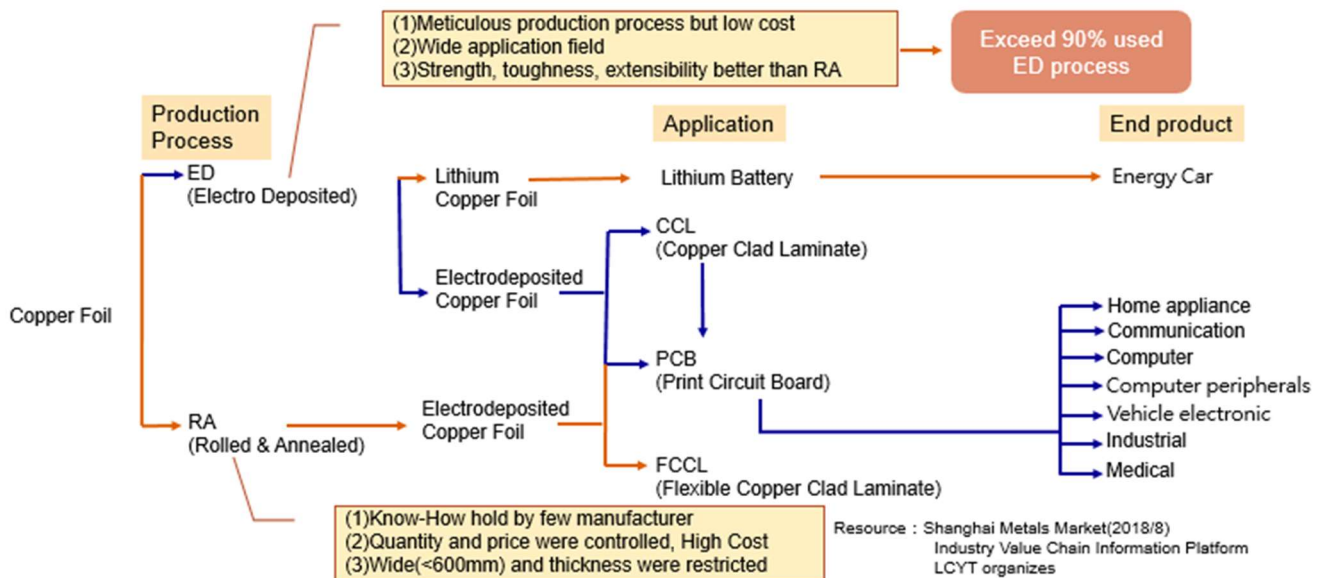 (1)Meticulous production process but low cost
(2)Wide application field
(3)Strength, toughness, extensibility better than RA
Exceed 90% used
ED process
Production
Process
Application
End product
ED
(Electro Deposited)
Lithium
Copper Foil
Lithium Battery
Energy Car
CCL
(Copper Clad Laminate)
Electrodeposited
Copper Foil
Copper Foil
Home appliance
Communication
Computer
Computer peripherals
Vehicle electronic
Industrial
Medical
PCB
(Print Circuit Board)
RA
(Rolled & Annealed)
Electrodeposited
Copper Foil
FCCL
(Flexible Copper Clad Laminate)
(1)Know-How hold by few manufacturer
(2)Quantity and price were controlled, High Cost
(3)Wide(<600mm) and thickness were restricted
Resource : Shanghai Metals Market(2018/8)
Industry Value Chain Information Platform
LCYT organizes